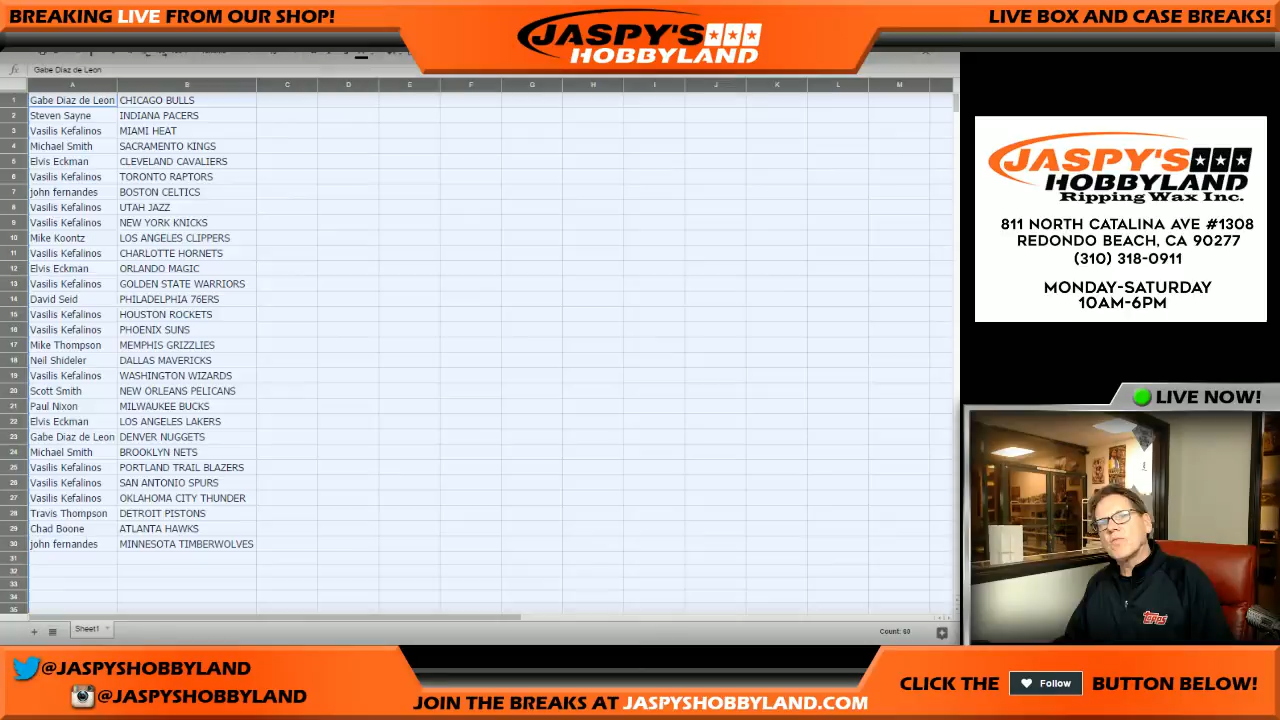 BREAKING LIVE FROM OUR SHOP!
JASPY'S
HOBBYLAND
LIVE BOX AND CASE BREAKS!
fx Gabe Diaz de Leon
A B C D E F G H I J K L M
1 Gabe Diaz de Leon CHICAGO BULLS
2 Steven Sayne INDIANA PACERS
3 Vasilis Kefalinos MIAMI HEAT
4 Michael Smith SACRAMENTO KINGS
5 Elvis Eckman CLEVELAND CAVALIERS
6 Vasilis Kefalinos TORONTO RAPTORS
7 john fernandes BOSTON CELTICS
8 Vasilis Kefalinos UTAH JAZZ
9 Vasilis Kefalinos NEW YORK KNICKS
10 Mike Koontz LOS ANGELES CLIPPERS
11 Vasilis Kefalinos CHARLOTTE HORNETS
12 Elvis Eckman ORLANDO MAGIC
13 Vasilis Kefalinos GOLDEN STATE WARRIORS
14 David Seid PHILADELPHIA 76ERS
15 Vasilis Kefalinos HOUSTON ROCKETS
16 Vasilis Kefalinos PHOENIX SUNS
17 Mike Thompson MEMPHIS GRIZZLIES
18 Neil Shideler DALLAS MAVERICKS
19 Vasilis Kefalinos WASHINGTON WIZARDS
20 Scott Smith NEW ORLEANS PELICANS
21 Paul Nixon MILWAUKEE BUCKS
22 Elvis Eckman LOS ANGELES LAKERS
23 Gabe Diaz de Leon DENVER NUGGETS
24 Michael Smith BROOKLYN NETS
25 Vasilis Kefalinos PORTLAND TRAIL BLAZERS
26 Vasilis Kefalinos SAN ANTONIO SPURS
27 Vasilis Kefalinos OKLAHOMA CITY THUNDER
28 Travis Thompson DETROIT PISTONS
29 Chad Boone ATLANTA HAWKS
30 john fernandes MINNESOTA TIMBERWOLVES
31
32
33
34
35
Sheet1
Count: 60
JASPY'S
HOBBYLAND
Ripping Wax Inc.
811 NORTH CATALINA AVE #1308
REDONDO BEACH, CA 90277
(310) 318-0911
MONDAY-SATURDAY
10AM-6PM
LIVE NOW!
Topps
@JASPYSHOBBYLAND
@JASPYSHOBBYLAND
JOIN THE BREAKS AT JASPYSHOBBYLAND.COM
CLICK THE Follow BUTTON BELOW!